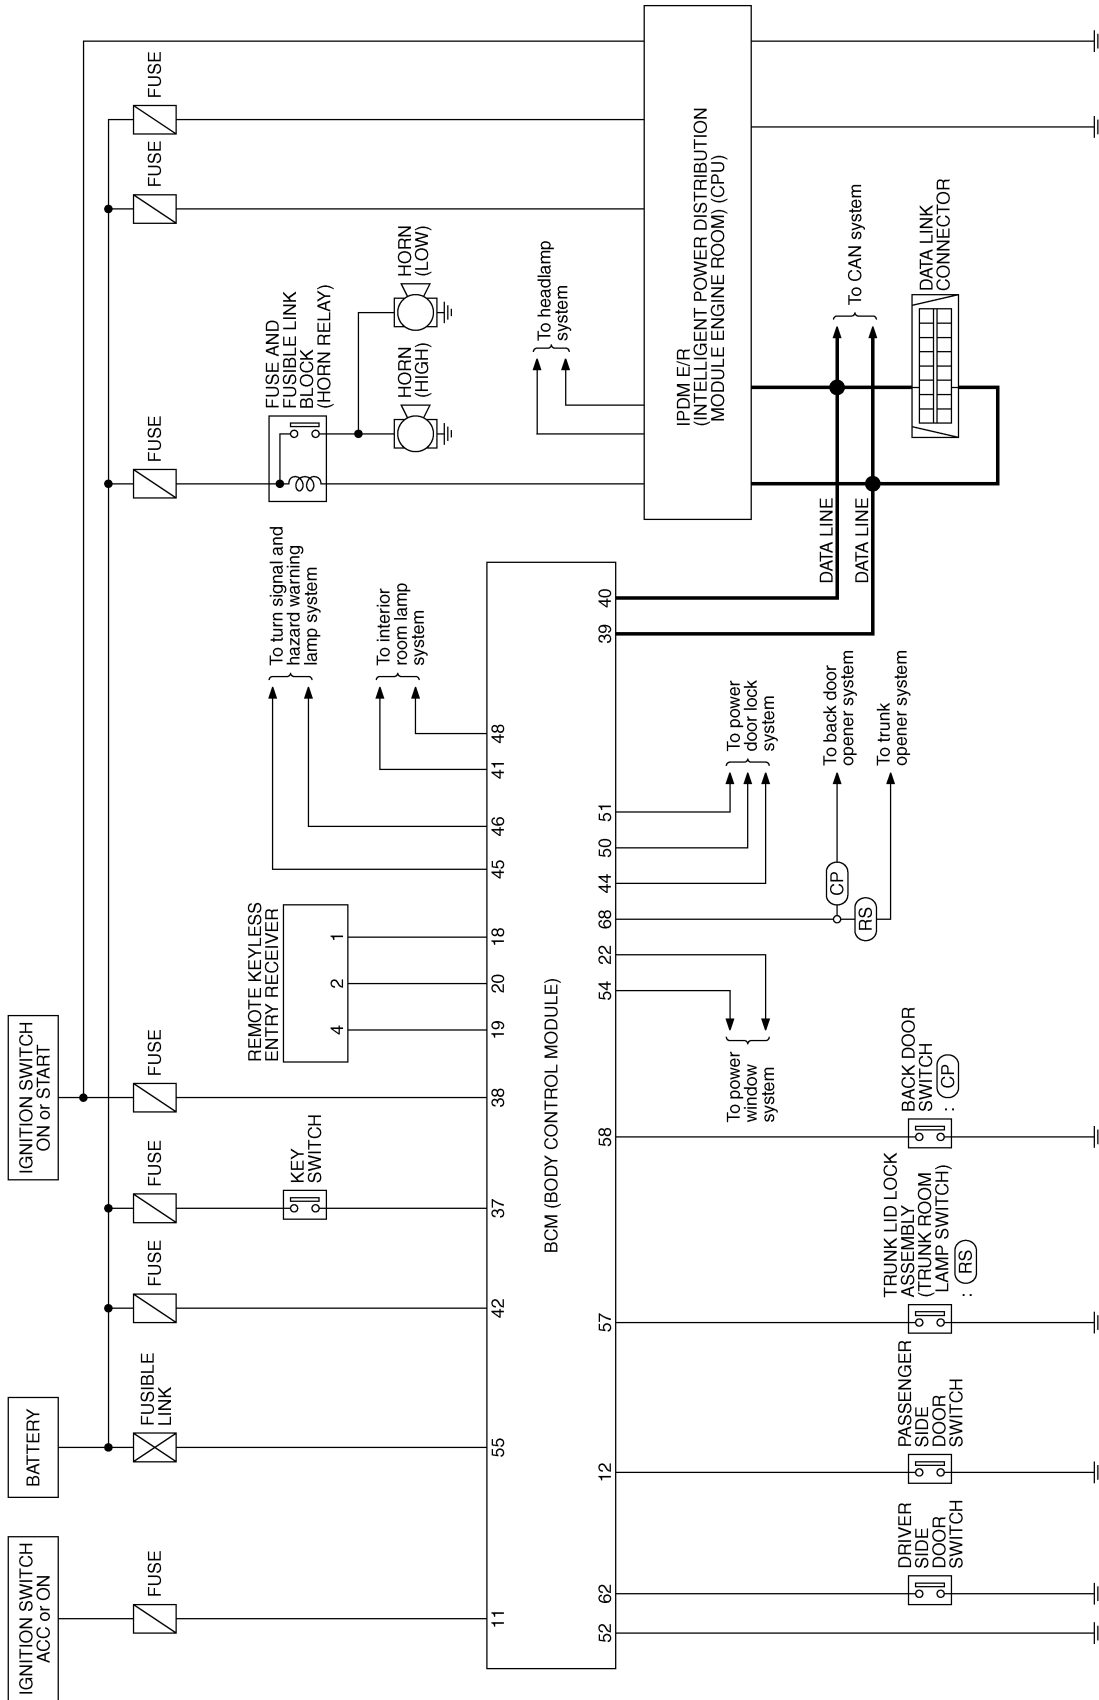 IGNITION SWITCH
ACC or ON
BATTERY
IGNITION SWITCH
ON or START
FUSE
FUSIBLE
LINK
FUSE
FUSE
FUSE
FUSE
FUSE
FUSE
KEY
SWITCH
REMOTE KEYLESS
ENTRY RECEIVER
4
2
1
To turn signal and
hazard warning
lamp system
To interior
room lamp
system
FUSE AND
FUSIBLE LINK
BLOCK
(HORN RELAY)
HORN
(HIGH)
HORN
(LOW)
To headlamp
system
11
55
42
37
38
19
20
18
45
46
41
48
BCM (BODY CONTROL MODULE)
IPDM E/R
(INTELLIGENT POWER DISTRIBUTION
MODULE ENGINE ROOM) (CPU)
52
62
12
57
58
54
22
68
44
50
51
39
40
To power
window
system
To power
door lock
system
CP
RS
To back door
opener system
To trunk
opener system
DATA LINE
DATA LINE
To CAN system
DATA LINK
CONNECTOR
DRIVER
SIDE
DOOR
SWITCH
PASSENGER
SIDE
DOOR
SWITCH
TRUNK LID LOCK
ASSEMBLY
(TRUNK ROOM
LAMP SWITCH)
: RS
BACK DOOR
SWITCH
: CP